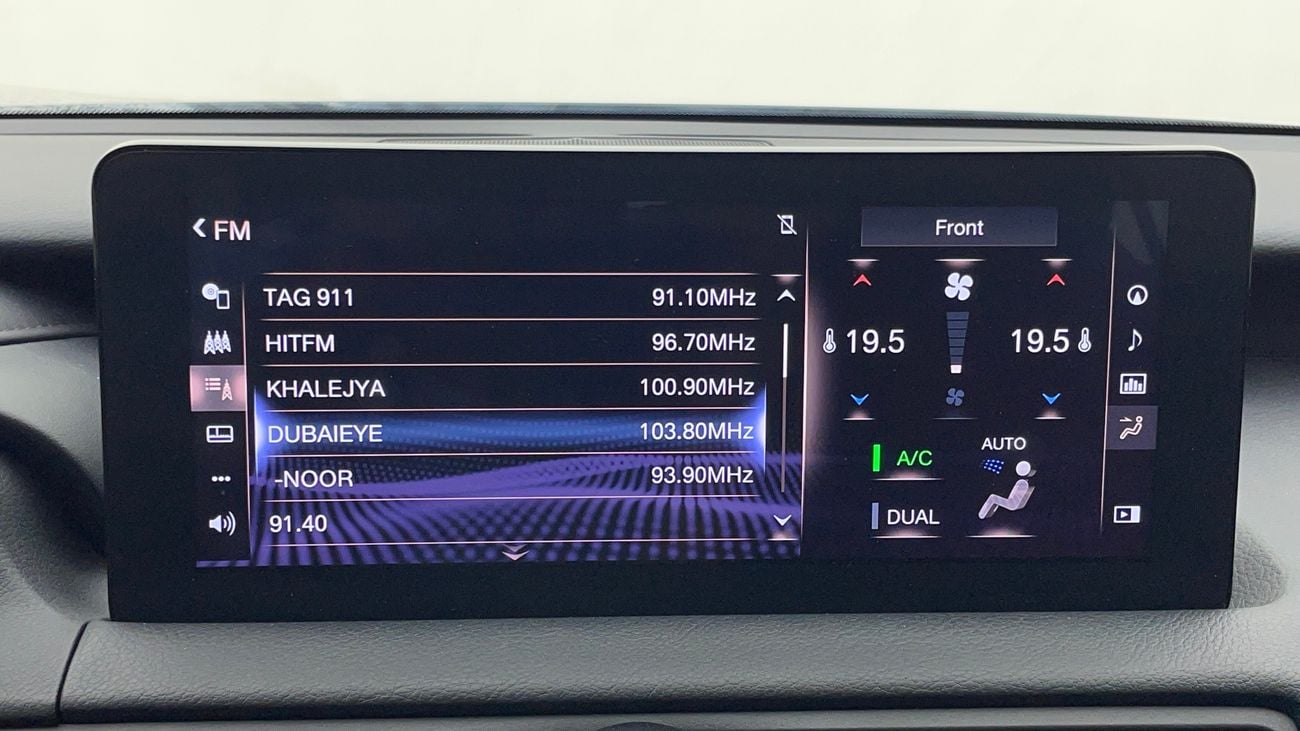 FM
TAG 911 91.10MHz
HITFM 96.70MHz
KHALEJYA 100.90MHz
DUBAIEYE 103.80MHz
-NOOR 93.90MHz
91.40
Front
19.5 19.5
A/C AUTO
DUAL